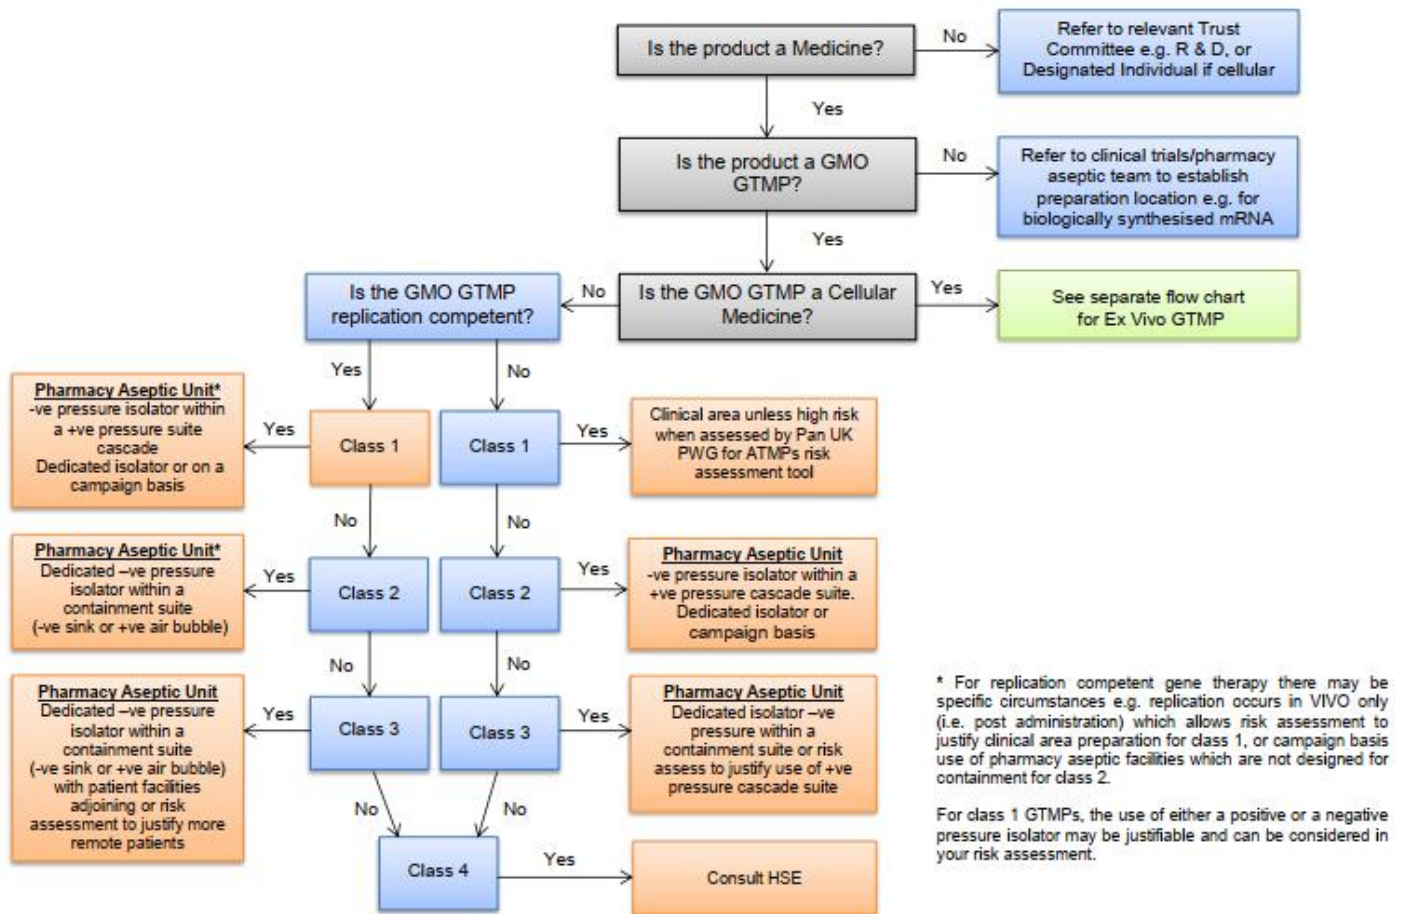 Is the product a Medicine?
No
Refer to relevant Trust
Committee e.g. R & D, or
Designated Individual if cellular
Yes
Is the product a GMO
GTMP?
No
Refer to clinical trials/pharmacy
aseptic team to establish
preparation location e.g. for
biologically synthesised mRNA
Yes
Is the GMO GTMP
replication competent?
No
Is the GMO GTMP a Cellular
Medicine?
Yes
See separate flow chart
for Ex Vivo GTMP
Yes
No
Pharmacy Aseptic Unit*
-ve pressure isolator within
a +ve pressure suite
cascade
Dedicated isolator or on a
campaign basis
Yes
Class 1
Class 1
Yes
Clinical area unless high risk
when assessed by Pan UK
PWG for ATMPs risk
assessment tool
No
No
Pharmacy Aseptic Unit*
Dedicated –ve pressure
isolator within a
containment suite
(-ve sink or +ve air bubble)
Yes
Class 2
Class 2
Yes
Pharmacy Aseptic Unit
-ve pressure isolator within a
+ve pressure cascade suite.
Dedicated isolator or
campaign basis
No
No
Pharmacy Aseptic Unit
Dedicated –ve pressure
isolator within a
containment suite
(-ve sink or +ve air bubble)
with patient facilities
adjoining or risk
assessment to justify more
remote patients
Yes
Class 3
Class 3
Yes
Pharmacy Aseptic Unit
Dedicated isolator –ve
pressure within a
containment suite or risk
assess to justify use of +ve
pressure cascade suite
No
No
Class 4
Yes
Consult HSE
* For replication competent gene therapy there may be
specific circumstances e.g. replication occurs in VIVO only
(i.e. post administration) which allows risk assessment to
justify clinical area preparation for class 1, or campaign basis
use of pharmacy aseptic facilities which are not designed for
containment for class 2.
For class 1 GTMPs, the use of either a positive or a negative
pressure isolator may be justifiable and can be considered in
your risk assessment.